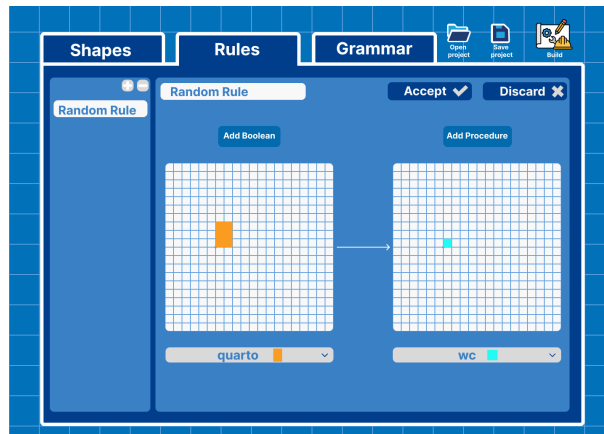 Shapes
Rules
Grammar
Open
project
Save
project
Build
Random Rule
Random Rule
Accept
Discard
Add Boolean
Add Procedure
quarto
wc